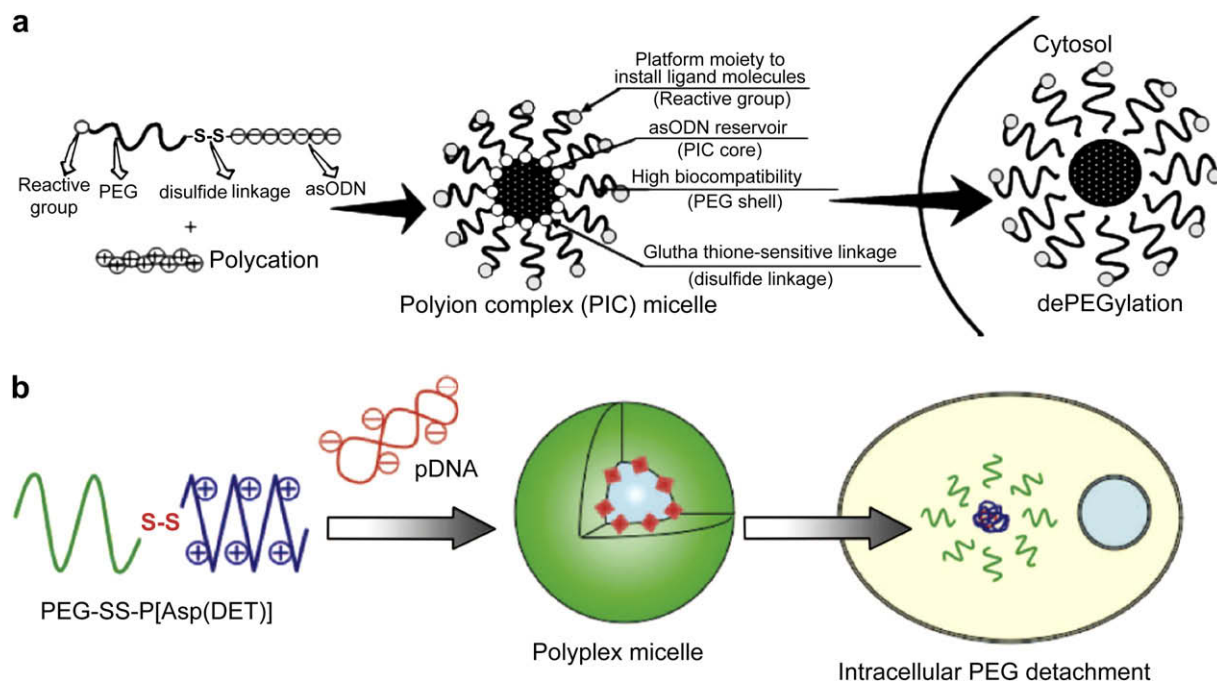 a
Reactive
group
PEG
S-S
disulfide linkage
asODN
+
Polycation
Platform moiety to
install ligand molecules
(Reactive group)
asODN reservoir
(PIC core)
High biocompatibility
(PEG shell)
Glutha thione-sensitive linkage
(disulfide linkage)
Polyion complex (PIC) micelle
Cytosol
dePEGylation
b
S-S
PEG-SS-P[Asp(DET)]
pDNA
Polyplex micelle
Intracellular PEG detachment